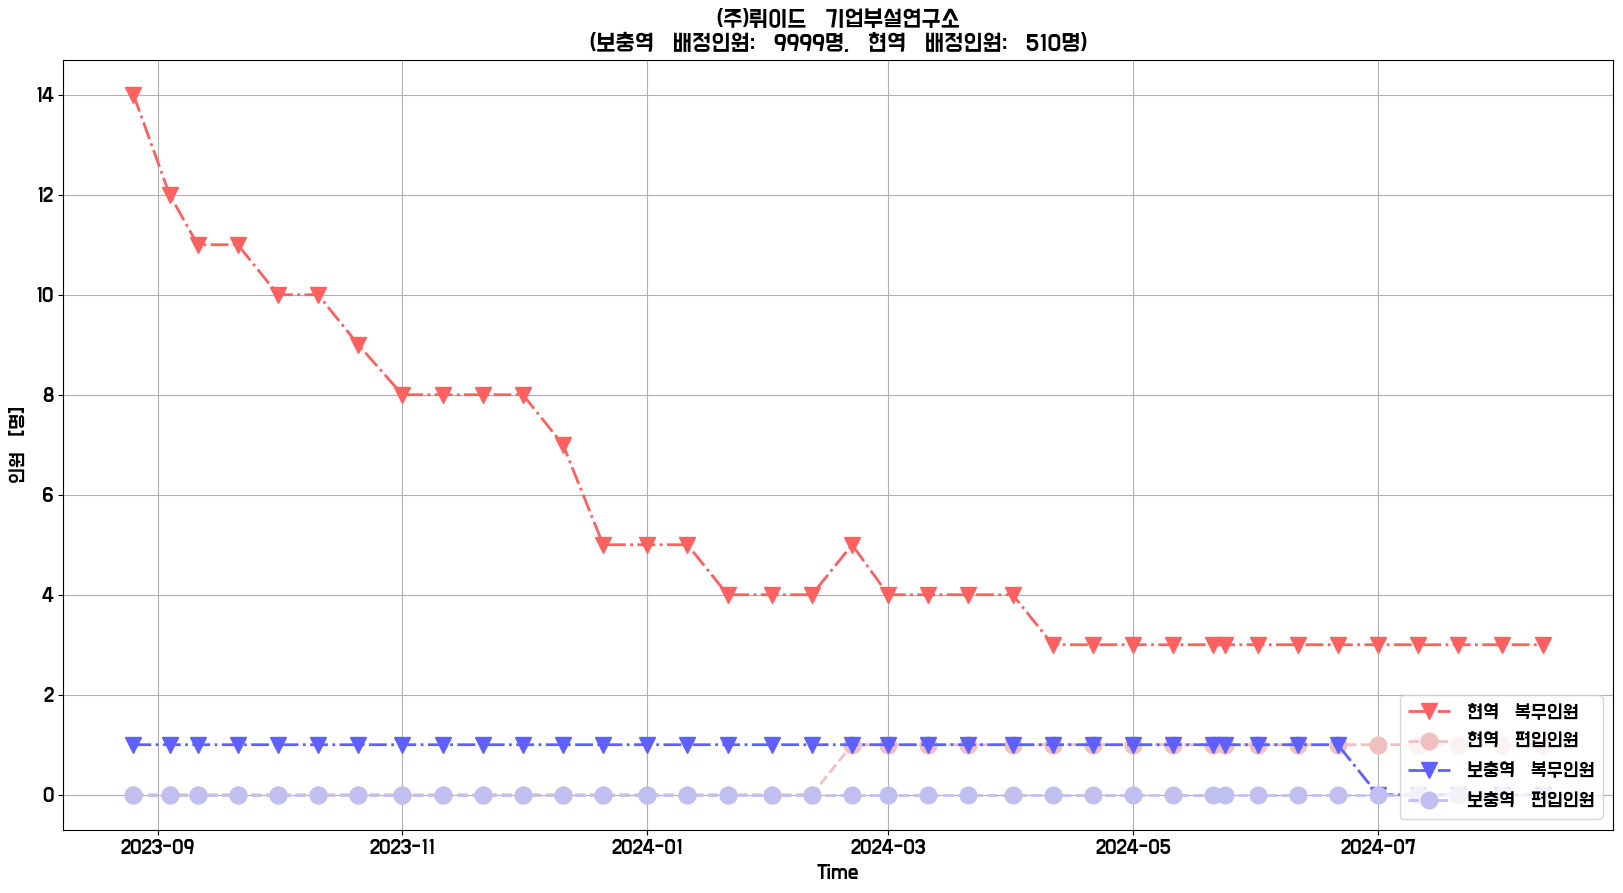 (주)뤼이드 기업부설연구소
(보충역 배정인원: 9999명, 현역 배정인원: 510명)
14
12
10
8
6
4
2
0
인원 [명]
현역 복무인원
현역 편입인원
보충역 복무인원
보충역 편입인원
2023-09
2023-11
2024-01
2024-03
2024-05
2024-07
Time